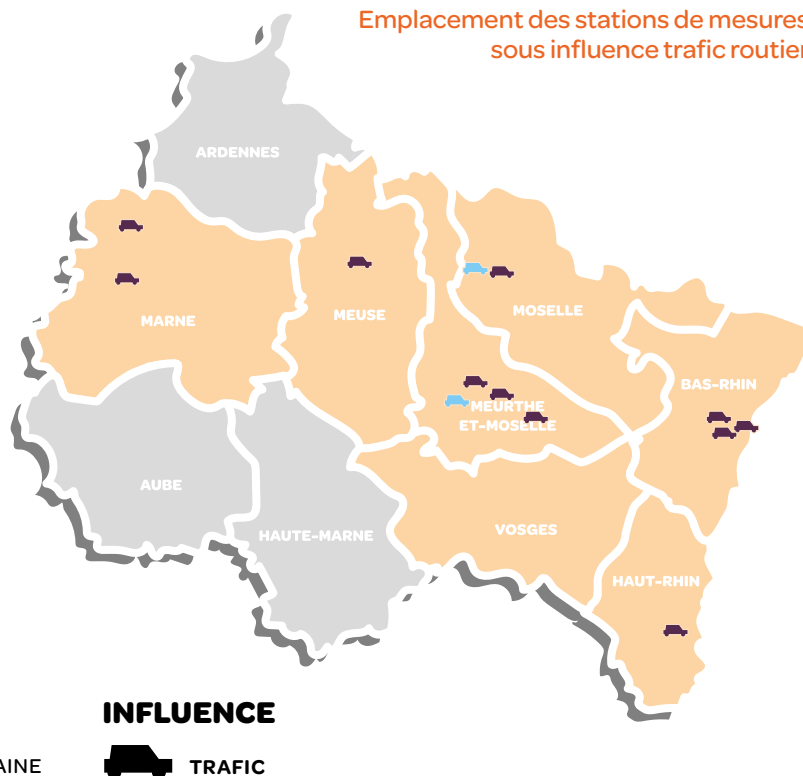 Emplacement des stations de mesures
sous influence trafic routier
ARDENNES
MARNE
MEUSE
MOSELLE
BAS-RHIN
MEURTHE
ET-MOSELLE
AUBE
HAUTE-MARNE
VOSGES
HAUT-RHIN
INFLUENCE
AINE
TRAFIC